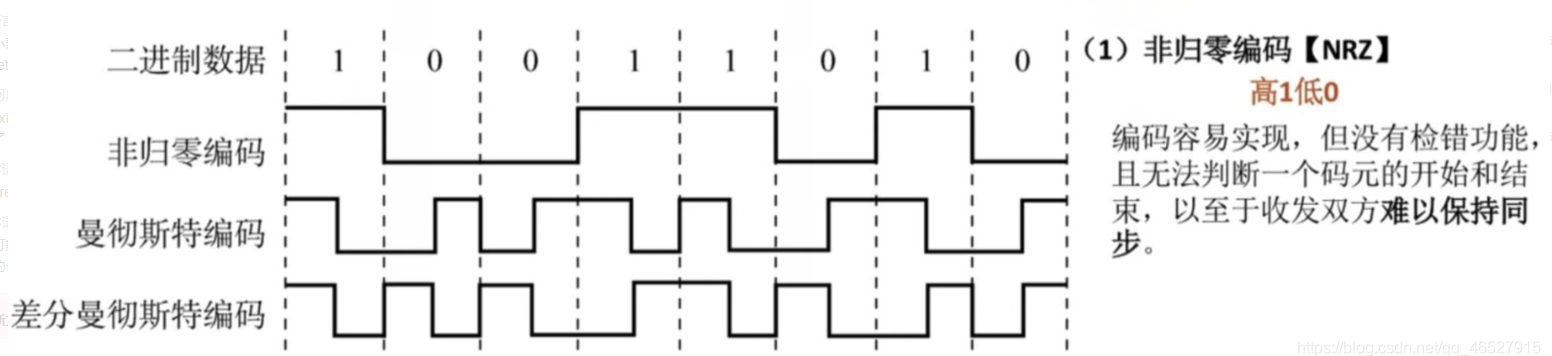 二进制数据 1 0 0 1 1 0 1 0
非归零编码
曼彻斯特编码
差分曼彻斯特编码
（1）非归零编码【NRZ】
高1低0
编码容易实现，但没有检错功能，
且无法判断一个码元的开始和结
束，以至于收发双方难以保持同
步。
https://blog.csdn.net/qq_46527915